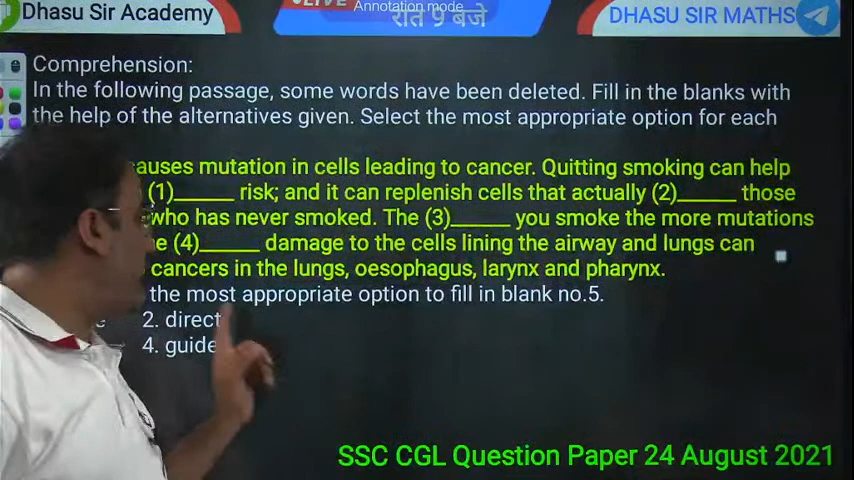 Dhasu Sir Academy
LIVE
Annotation mode
रात 9 बजे
DHASU SIR MATHS
Comprehension:
In the following passage, some words have been deleted. Fill in the blanks with
the help of the alternatives given. Select the most appropriate option for each
auses mutation in cells leading to cancer. Quitting smoking can help
(1)______ risk; and it can replenish cells that actually (2)______ those
who has never smoked. The (3)______ you smoke the more mutations
(4)______ damage to the cells lining the airway and lungs can
cancers in the lungs, oesophagus, larynx and pharynx.
the most appropriate option to fill in blank no.5.
2. direct
4. guide
SSC CGL Question Paper 24 August 2021